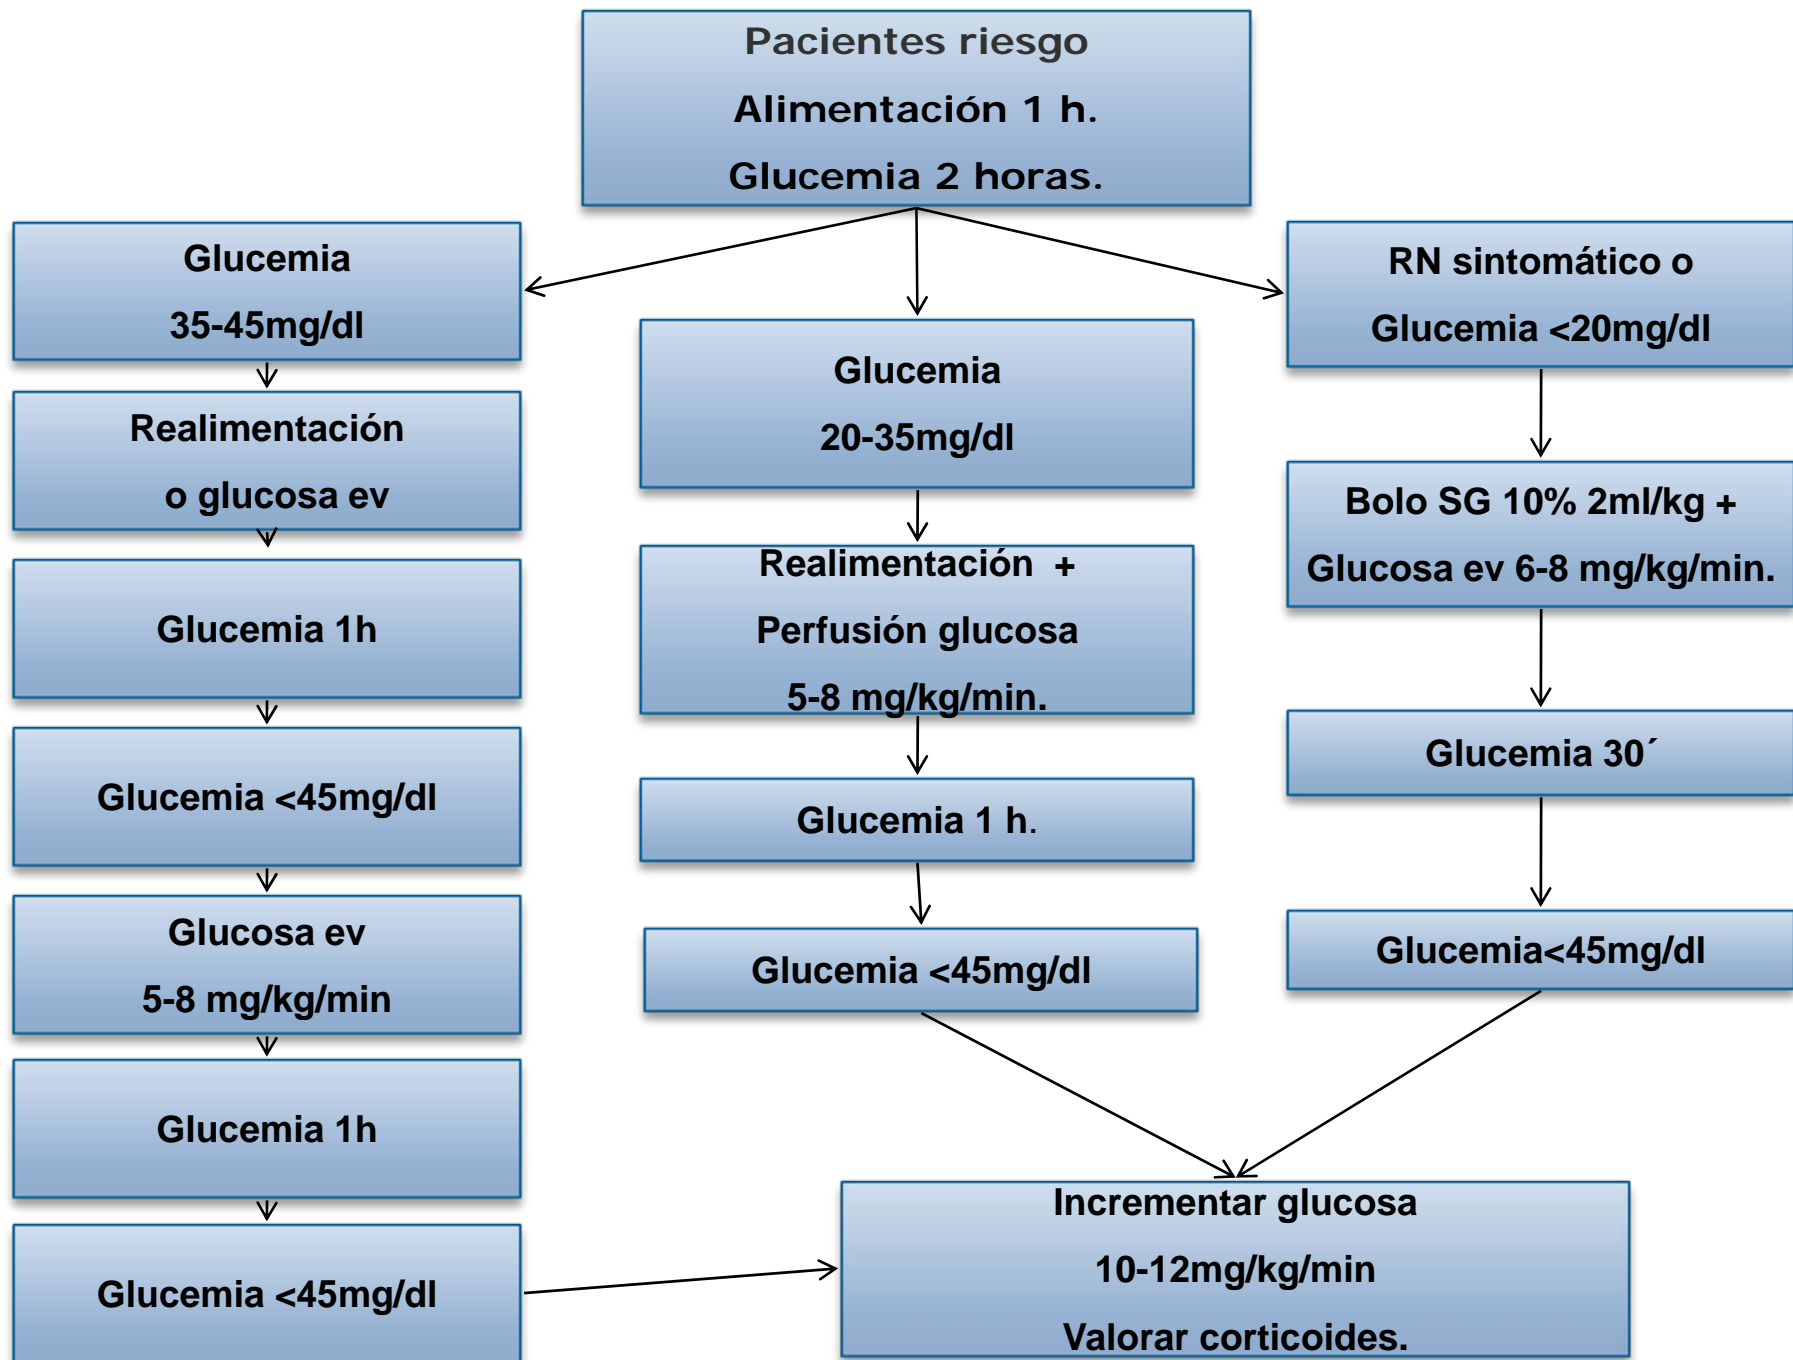 Pacientes riesgo
Alimentación 1 h.
Glucemia 2 horas.
Glucemia
35-45mg/dl
Realimentación
o glucosa ev
Glucemia 1h
Glucemia <45mg/dl
Glucosa ev
5-8 mg/kg/min
Glucemia 1h
Glucemia <45mg/dl
Glucemia
20-35mg/dl
Realimentación +
Perfusión glucosa
5-8 mg/kg/min.
Glucemia 1 h.
Glucemia <45mg/dl
RN sintomático o
Glucemia <20mg/dl
Bolo SG 10% 2ml/kg +
Glucosa ev 6-8 mg/kg/min.
Glucemia 30´
Glucemia<45mg/dl
Incrementar glucosa
10-12mg/kg/min
Valorar corticoides.